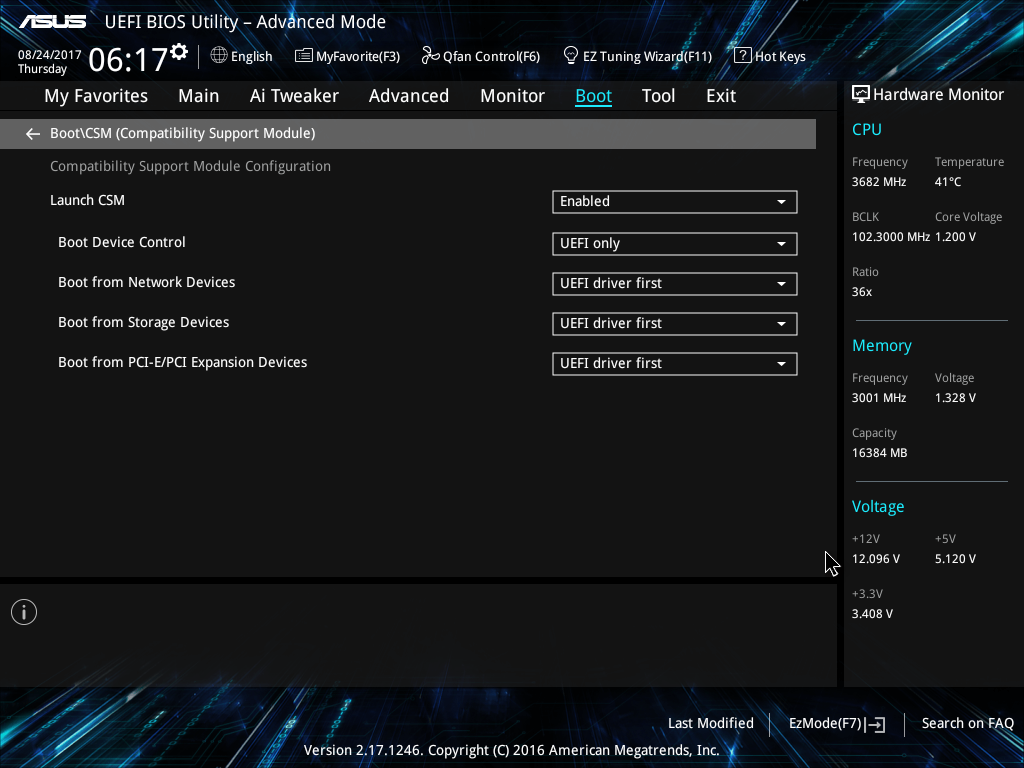 ASUS UEFI BIOS Utility – Advanced Mode
08/24/2017
Thursday
06:17
English
MyFavorite(F3)
Qfan Control(F6)
EZ Tuning Wizard(F11)
? Hot Keys
My Favorites Main Ai Tweaker Advanced Monitor Boot Tool Exit
Boot\CSM (Compatibility Support Module)
Compatibility Support Module Configuration
Launch CSM Enabled
Boot Device Control UEFI only
Boot from Network Devices UEFI driver first
Boot from Storage Devices UEFI driver first
Boot from PCI-E/PCI Expansion Devices UEFI driver first
Hardware Monitor
CPU
Frequency Temperature
3682 MHz 41°C
BCLK Core Voltage
102.3000 MHz 1.200 V
Ratio
36x
Memory
Frequency Voltage
3001 MHz 1.328 V
Capacity
16384 MB
Voltage
+12V +5V
12.096 V 5.120 V
+3.3V
3.408 V
i
Last Modified EzMode(F7) Search on FAQ
Version 2.17.1246. Copyright (C) 2016 American Megatrends, Inc.